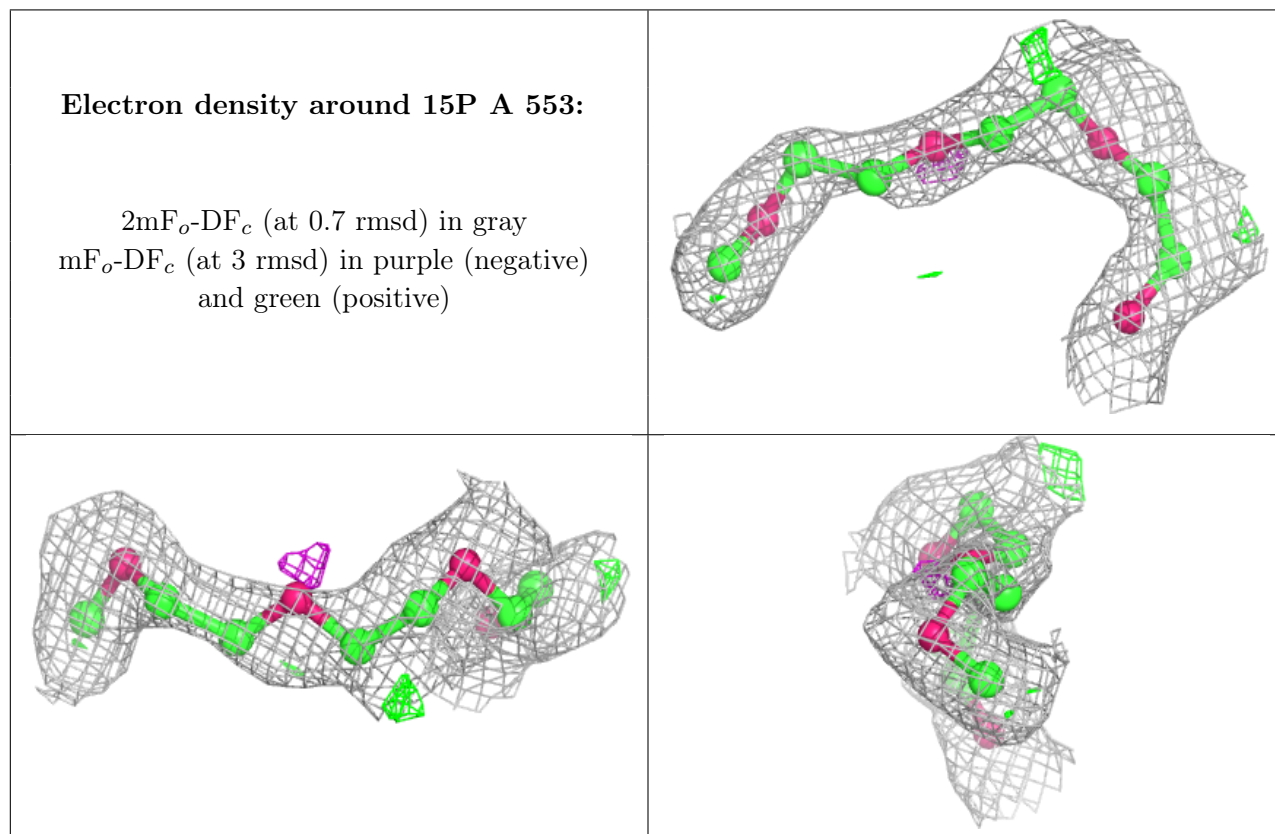 Electron density around 15P A 553:
2mFo-DFc (at 0.7 rmsd) in gray
mFo-DFc (at 3 rmsd) in purple (negative)
and green (positive)